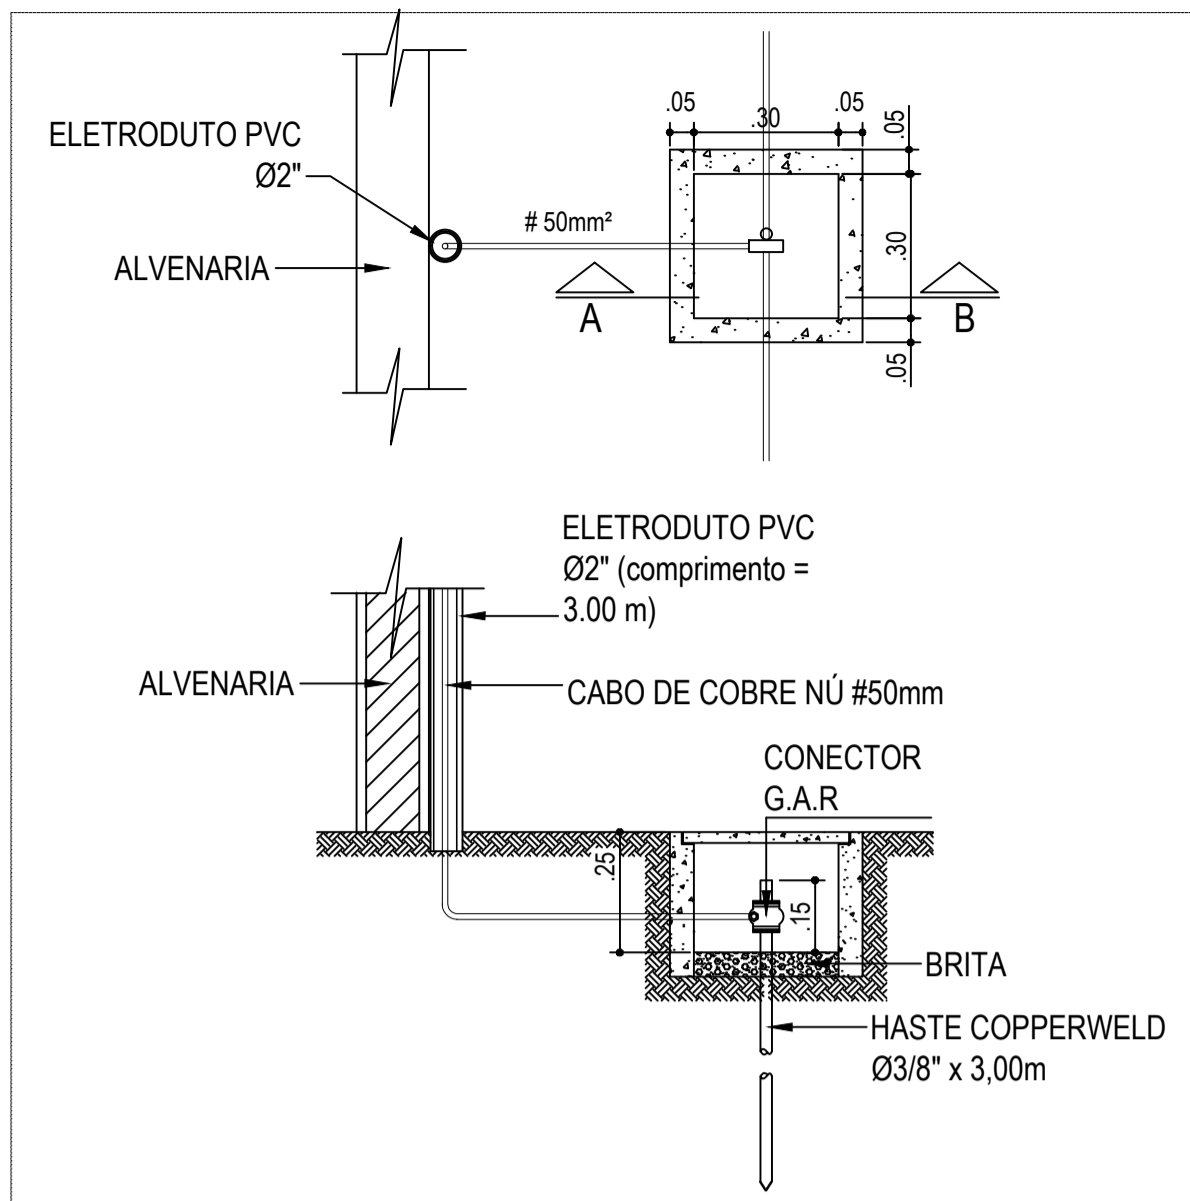 .05
.30
.05
.05
ELETRODUTO PVC
Ø2"
# 50mm²
ALVENARIA
.30
A
B
.05
ELETRODUTO PVC
Ø2" (comprimento =
3.00 m)
ALVENARIA
CABO DE COBRE NÚ #50mm
CONECTOR
G.A.R
.25
.15
BRITA
HASTE COPPERWELD
Ø3/8" x 3,00m